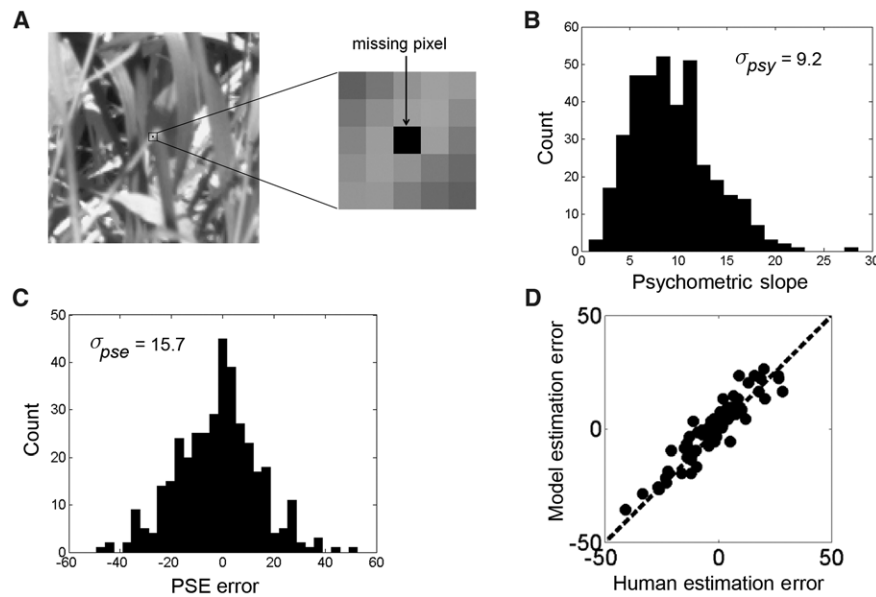 A
missing pixel
B
60
50
40
30
20
10
0
Count
σpsy = 9.2
0
5
10
15
20
25
30
Psychometric slope
C
50
40
30
20
10
0
Count
σpse = 15.7
-60
-40
-20
0
20
40
60
PSE error
D
50
0
-50
Model estimation error
-50
0
50
Human estimation error